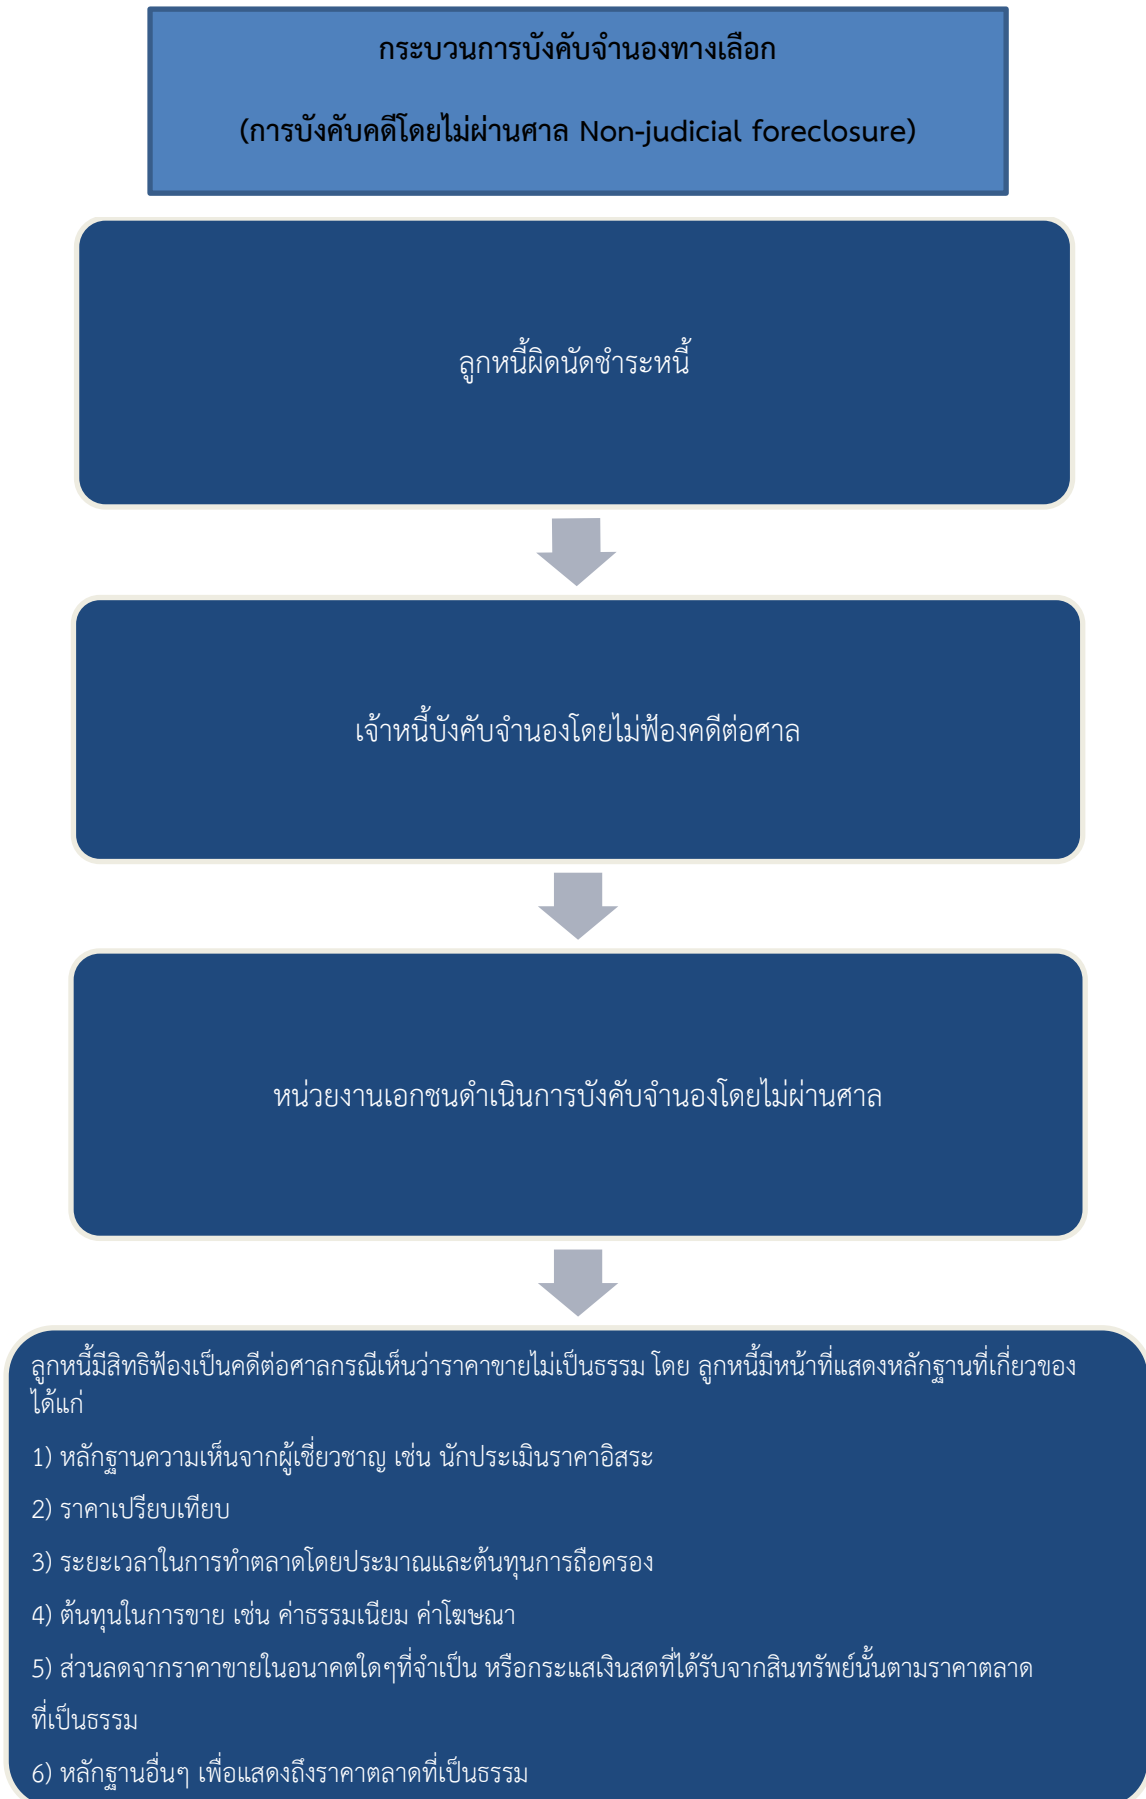 กระบวนการบังคับจำนองทางเลือก
(การบังคับคดีโดยไม่ผ่านศาล Non-judicial foreclosure)
ลูกหนี้ผิดนัดชำระหนี้
เจ้าหนี้บังคับจำนองโดยไม่ฟ้องคดีต่อศาล
หน่วยงานเอกชนดำเนินการบังคับจำนองโดยไม่ผ่านศาล
ลูกหนี้มีสิทธิฟ้องเป็นคดีต่อศาลกรณีเห็นว่าราคาขายไม่เป็นธรรม โดย ลูกหนี้มีหน้าที่แสดงหลักฐานที่เกี่ยวของ
ได้แก่
1) หลักฐานความเห็นจากผู้เชี่ยวชาญ เช่น นักประเมินราคาอิสระ
2) ราคาเปรียบเทียบ
3) ระยะเวลาในการทำตลาดโดยประมาณและต้นทุนการถือครอง
4) ต้นทุนในการขาย เช่น ค่าธรรมเนียม ค่าโฆษณา
5) ส่วนลดจากราคาขายในอนาคตใดๆที่จำเป็น หรือกระแสเงินสดที่ได้รับจากสินทรัพย์นั้นตามราคาตลาด
ที่เป็นธรรม
6) หลักฐานอื่นๆ เพื่อแสดงถึงราคาตลาดที่เป็นธรรม